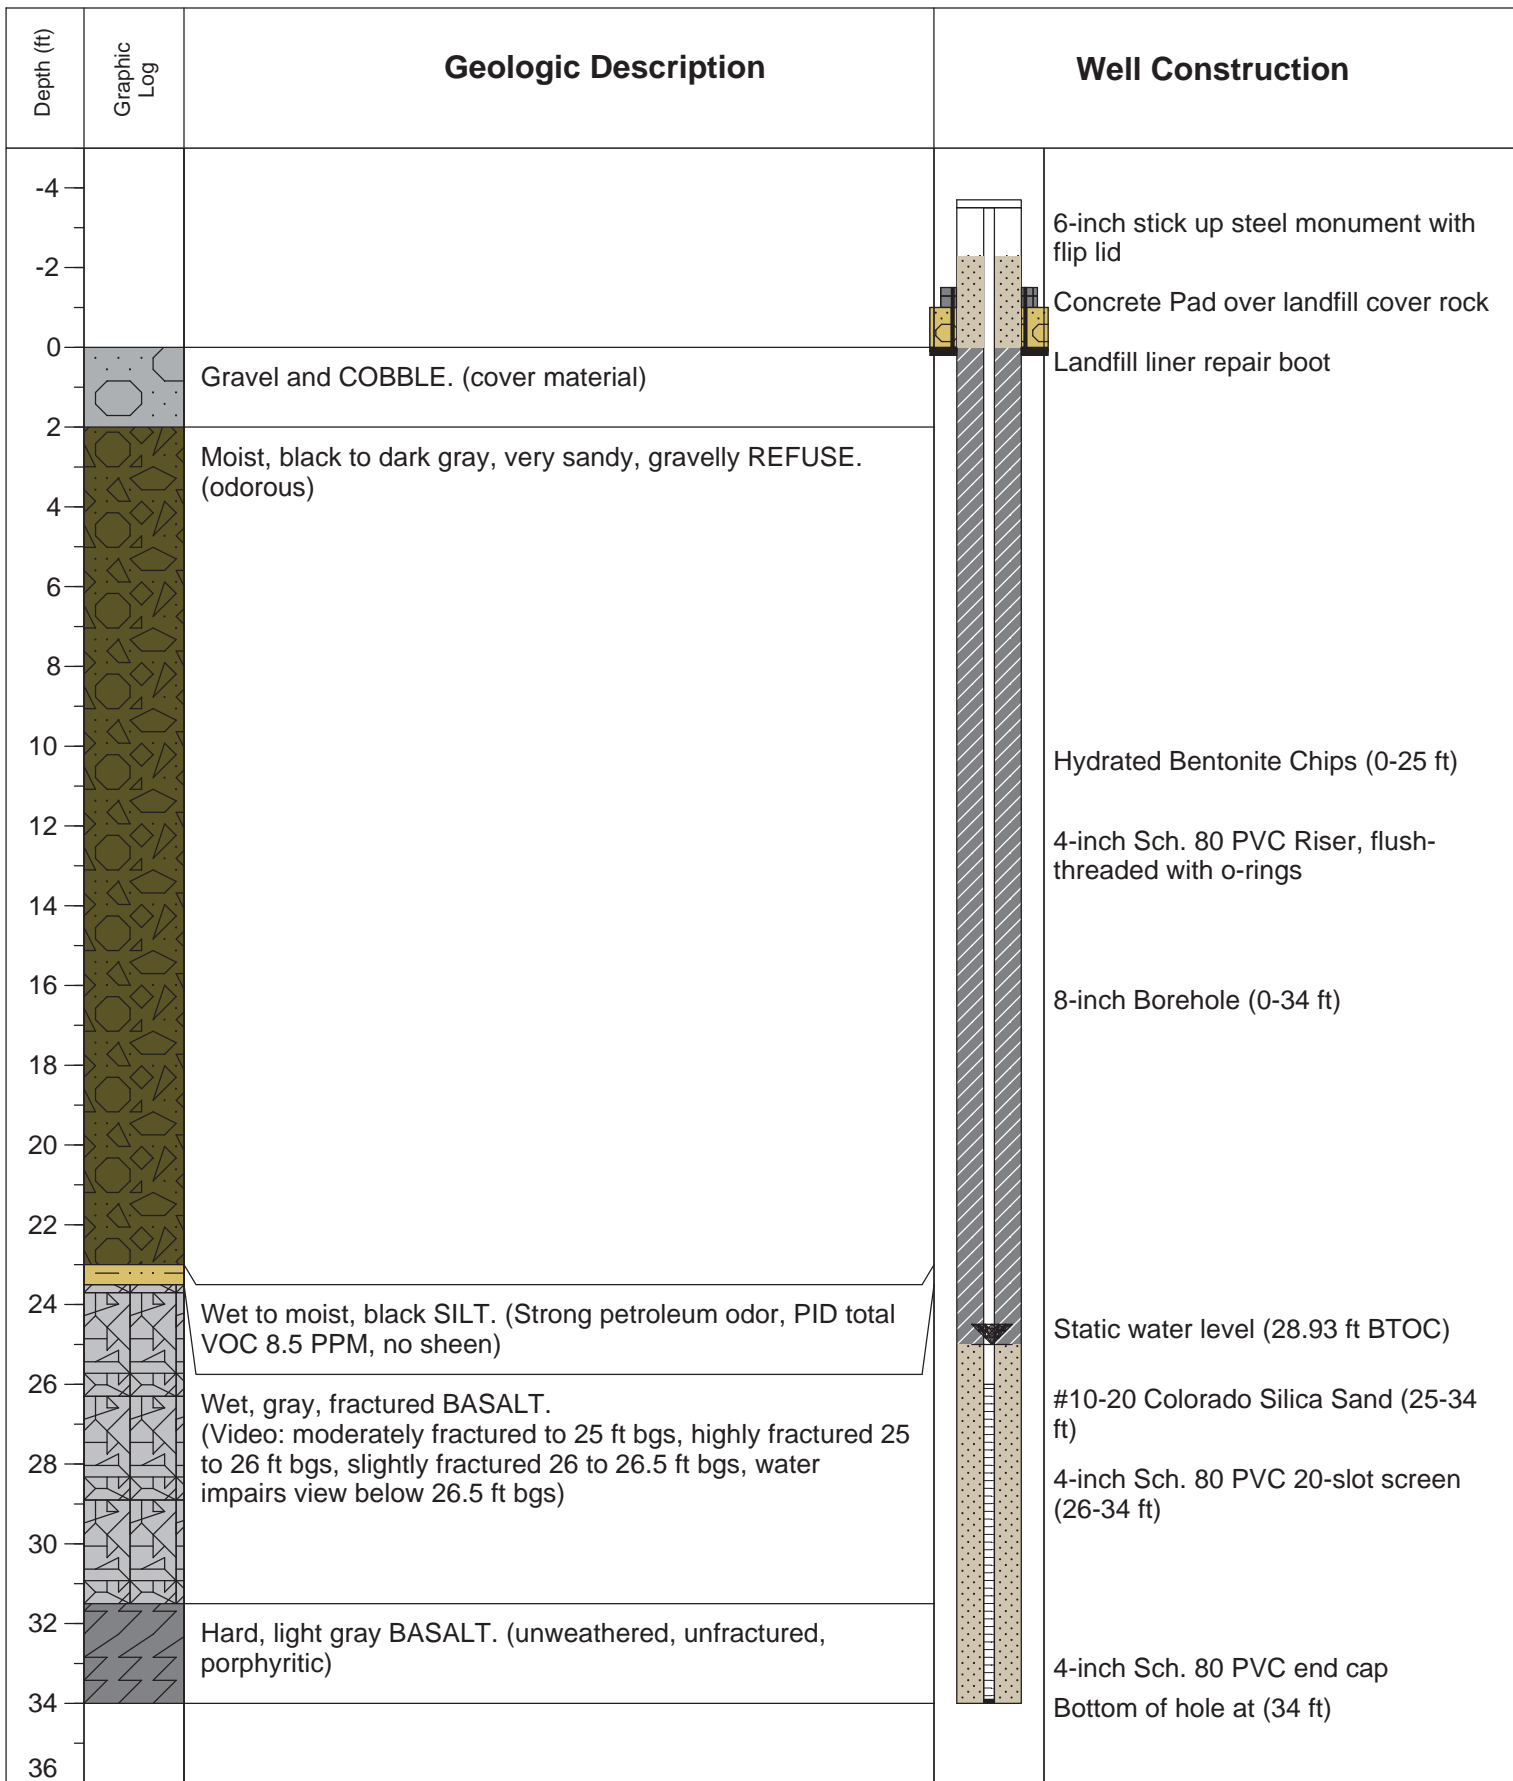 Depth (ft)
Graphic
Log
Geologic Description
Well Construction
-4
-2
0
2
4
6
8
10
12
14
16
18
20
22
24
26
28
30
32
34
36
Gravel and COBBLE. (cover material)
Moist, black to dark gray, very sandy, gravelly REFUSE.
(odorous)
Wet to moist, black SILT. (Strong petroleum odor, PID total
VOC 8.5 PPM, no sheen)
Wet, gray, fractured BASALT.
(Video: moderately fractured to 25 ft bgs, highly fractured 25
to 26 ft bgs, slightly fractured 26 to 26.5 ft bgs, water
impairs view below 26.5 ft bgs)
Hard, light gray BASALT. (unweathered, unfractured,
porphyritic)
6-inch stick up steel monument with
flip lid
Concrete Pad over landfill cover rock
Landfill liner repair boot
Hydrated Bentonite Chips (0-25 ft)
4-inch Sch. 80 PVC Riser, flush-
threaded with o-rings
8-inch Borehole (0-34 ft)
Static water level (28.93 ft BTOC)
#10-20 Colorado Silica Sand (25-34
ft)
4-inch Sch. 80 PVC 20-slot screen
(26-34 ft)
4-inch Sch. 80 PVC end cap
Bottom of hole at (34 ft)